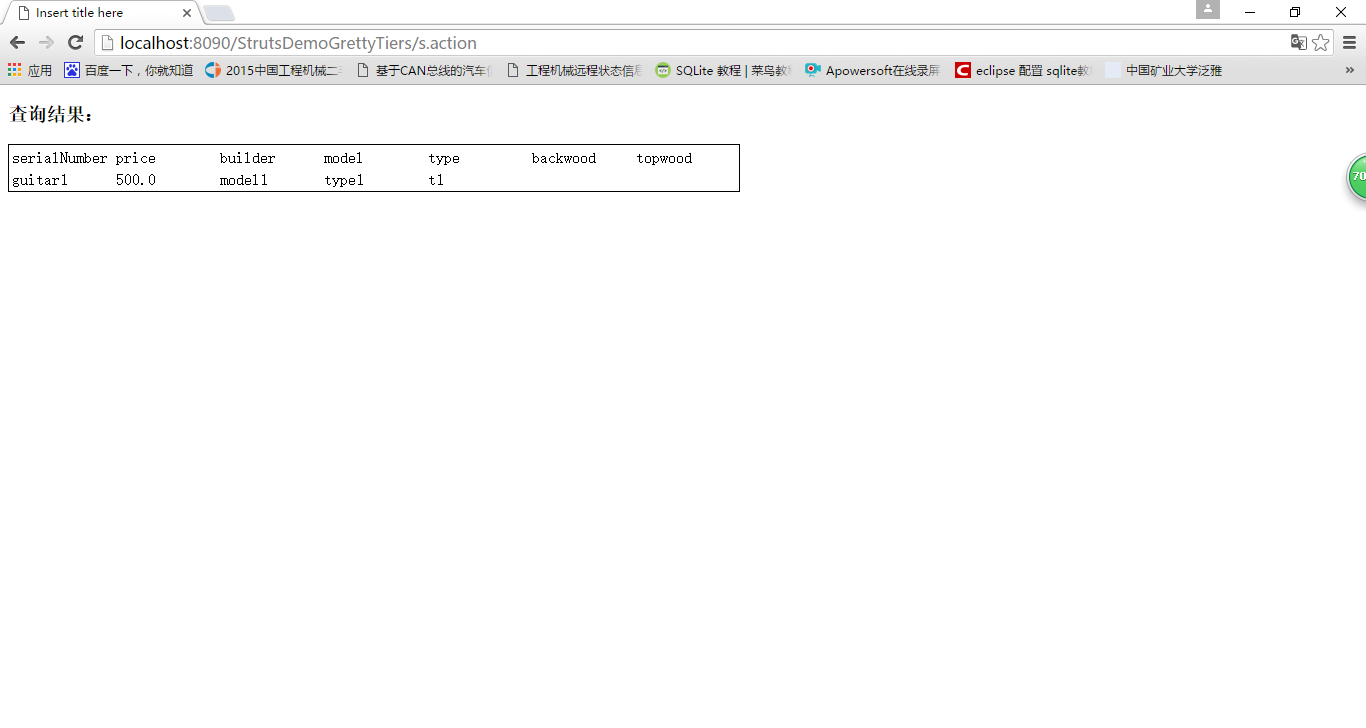 Insert title here
localhost:8090/StrutsDemoGrettyTiers/s.action
应用 百度一下，你就知道 2015中国工程机械二 基于CAN总线的汽车 工程机械远程状态信息 SQLite 教程 | 菜鸟教 Apowersoft在线录屏 eclipse 配置 sqlite教 中国矿业大学泛雅 »
查询结果：
serialNumber price builder model type backwood topwood
guitar1 500.0 model1 type1 t1
70